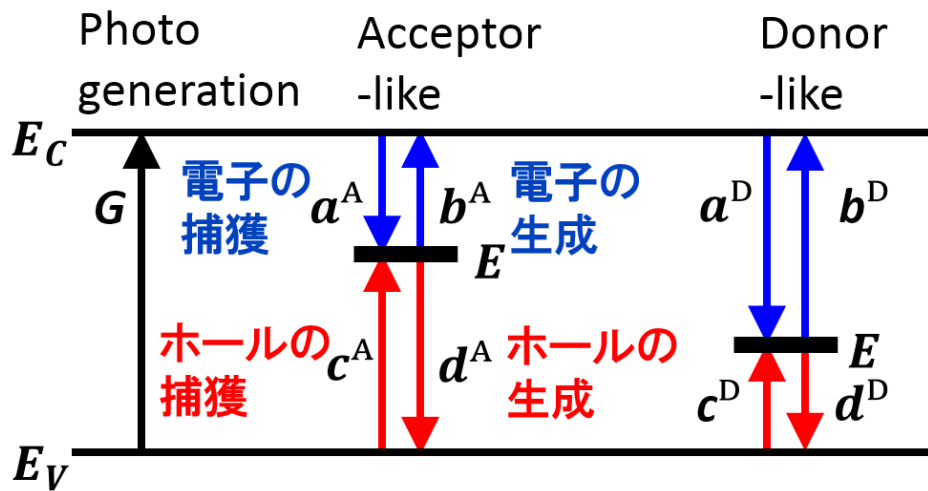 Photo
generation
Acceptor
-like
Donor
-like
E_C
G
電子の
捕獲
a^A
b^A
電子の
生成
E
a^D
b^D
ホールの
捕獲
c^A
d^A
ホールの
生成
E
c^D
d^D
E_V